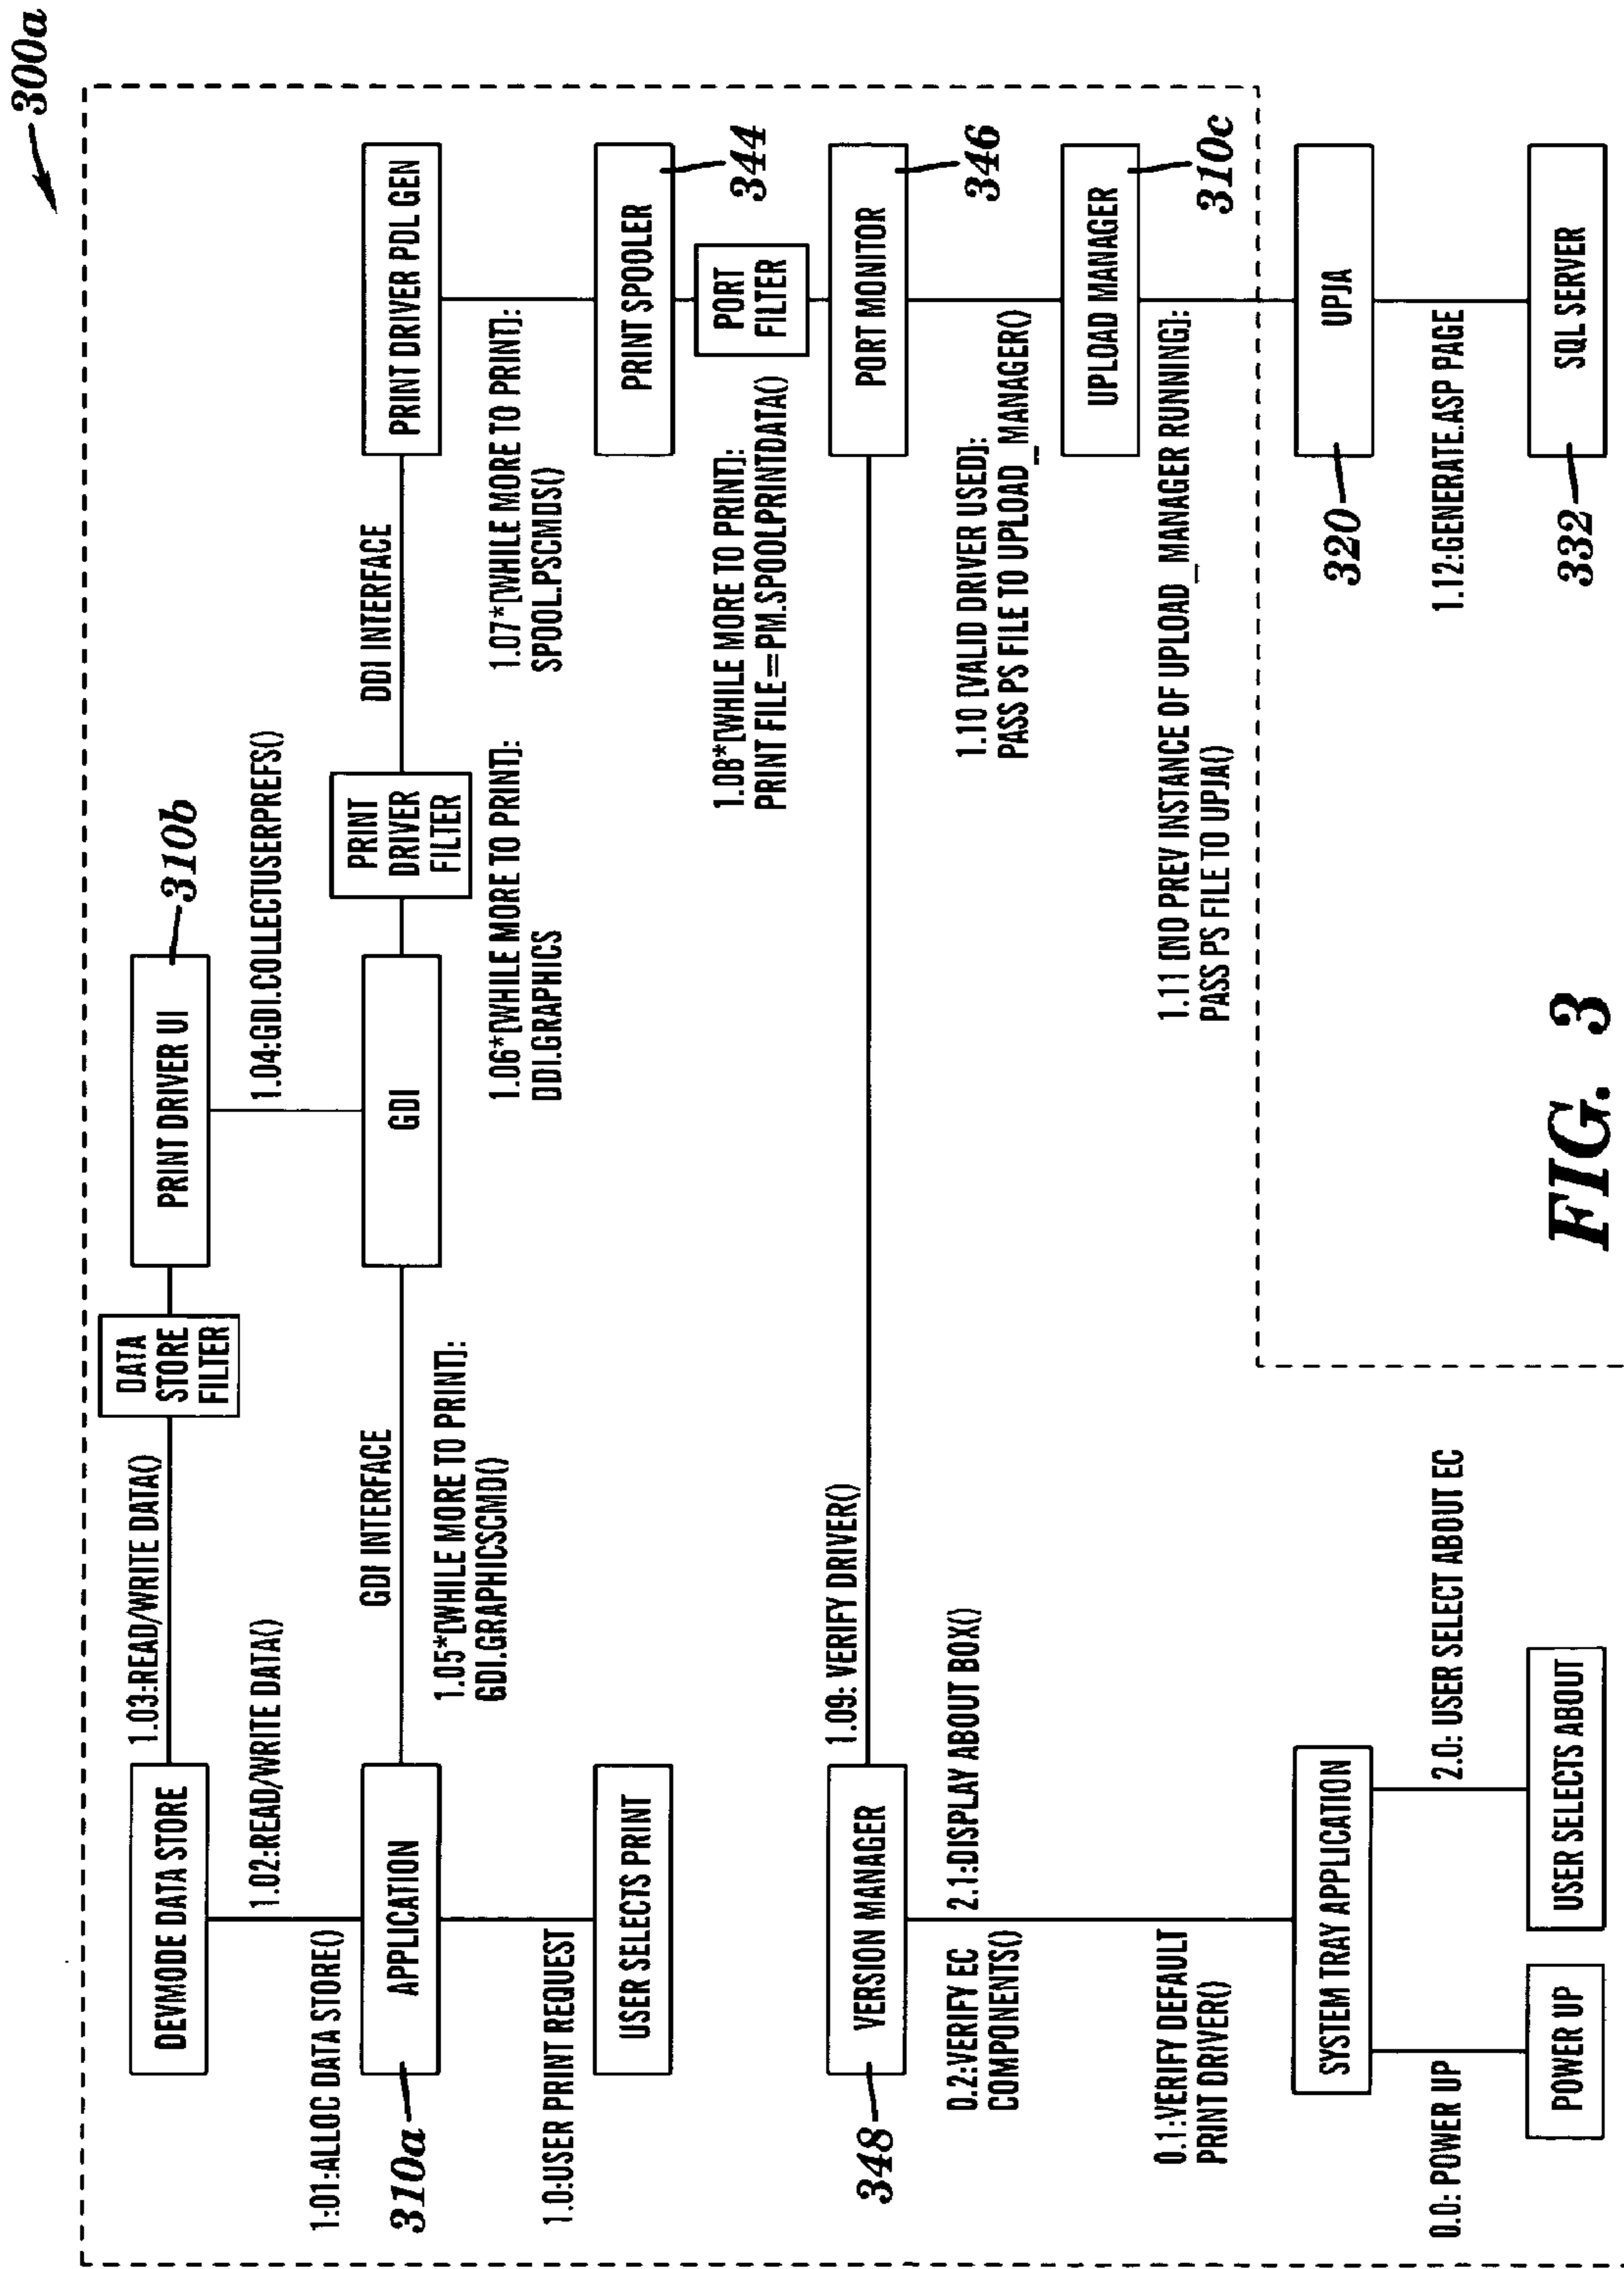 300a
DEVMODE DATA STORE
1.03:READ/WRITE DATA()
DATA
STORE
FILTER
PRINT DRIVER UI
310b
1:01:ALLOC DATA STORE()
1.02:READ/WRITE DATA()
1.04:GDI.COLLECTUSERPREFS()
310a
APPLICATION
GDI INTERFACE
GDI
PRINT
DRIVER
FILTER
DDI INTERFACE
PRINT DRIVER PDL GEN
1.05*[WHILE MORE TO PRINT]:
GDI.GRAPHICSCMD()
1.06*[WHILE MORE TO PRINT]:
DDI.GRAPHICS
1.07*[WHILE MORE TO PRINT]:
SPOOL.PSCMDS()
1.0:USER PRINT REQUEST
USER SELECTS PRINT
PRINT SPOOLER
344
1.08*[WHILE MORE TO PRINT]:
PRINT FILE=PM.SPOOLPRINTDATA()
PORT
FILTER
348
VERSION MANAGER
1.09: VERIFY DRIVER()
PORT MONITOR
346
0.2:VERIFY EC
COMPONENTS()
2.1:DISPLAY ABOUT BOX()
1.10 [VALID DRIVER USED]:
PASS PS FILE TO UPLOAD_MANAGER()
UPLOAD MANAGER
310c
0.1:VERIFY DEFAULT
PRINT DRIVER()
1.11 [NO PREV INSTANCE OF UPLOAD_MANAGER RUNNING]:
PASS PS FILE TO UPJA()
SYSTEM TRAY APPLICATION
320
UPJA
0.0: POWER UP
2.0: USER SELECT ABOUT EC
1.12:GENERATE.ASP PAGE
POWER UP
USER SELECTS ABOUT
332
SQL SERVER
FIG. 3